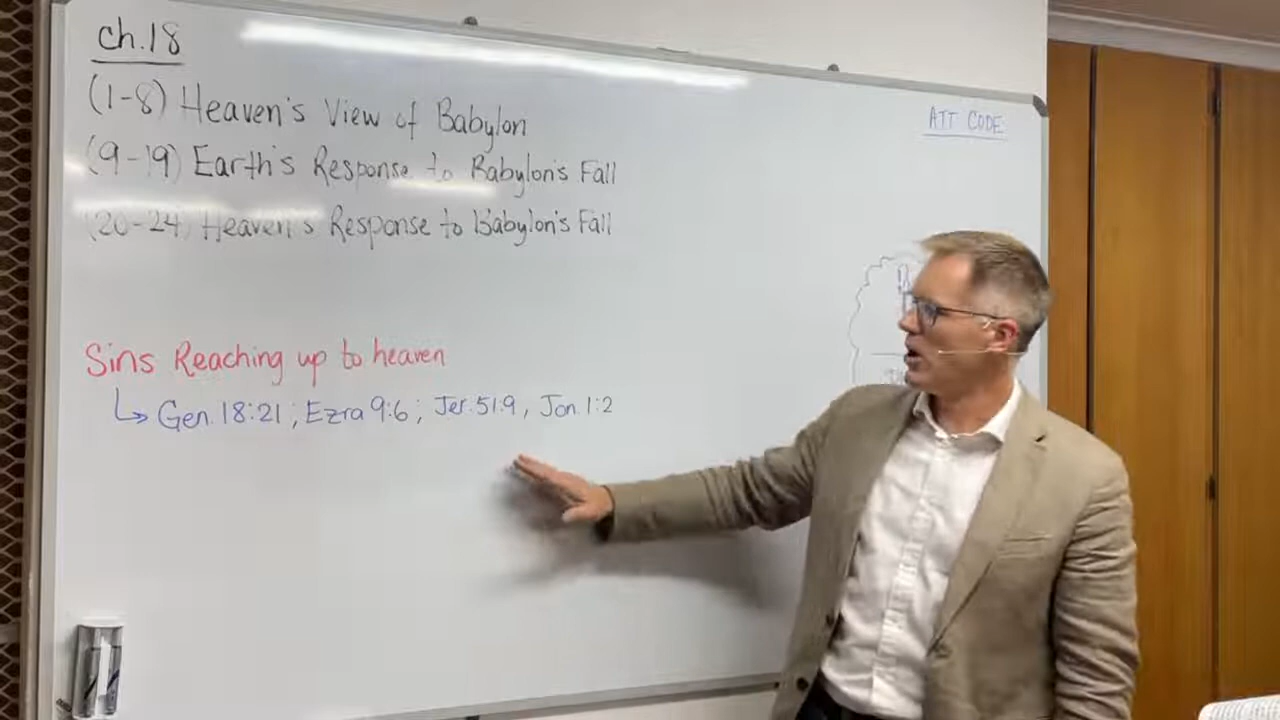 ch.18
(1-8) Heaven's View of Babylon
(9-19) Earth's Response to Babylon's Fall
(20-24) Heaven's Response to Babylon's Fall
ATT CODE
Sins Reaching up to heaven
↳ Gen. 18:21 ; Ezra 9:6 ; Jer. 51:9 , Jon. 1:2